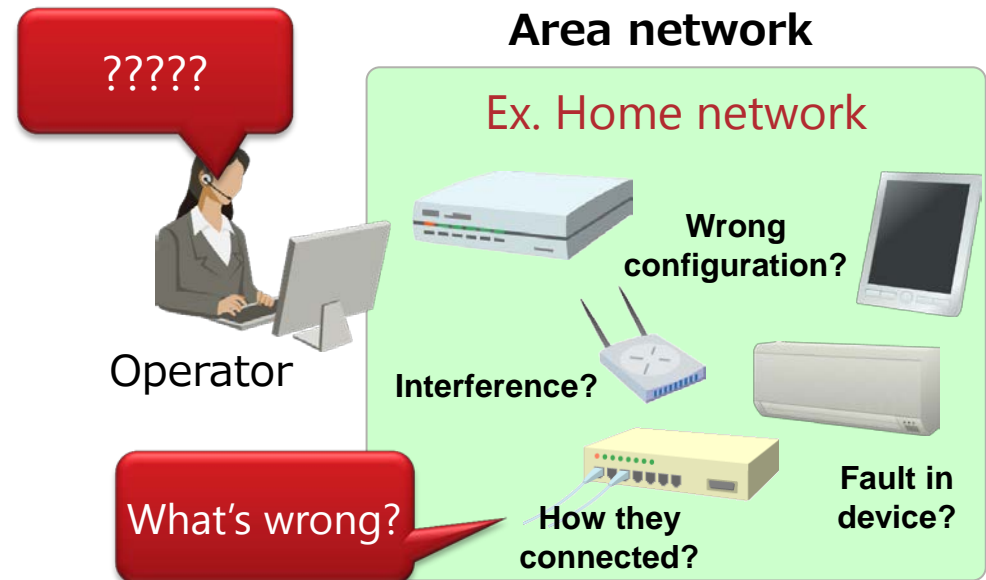 Area network
?????
Ex. Home network
Wrong
configuration?
Operator
Interference?
Fault in
device?
What's wrong?
How they
connected?